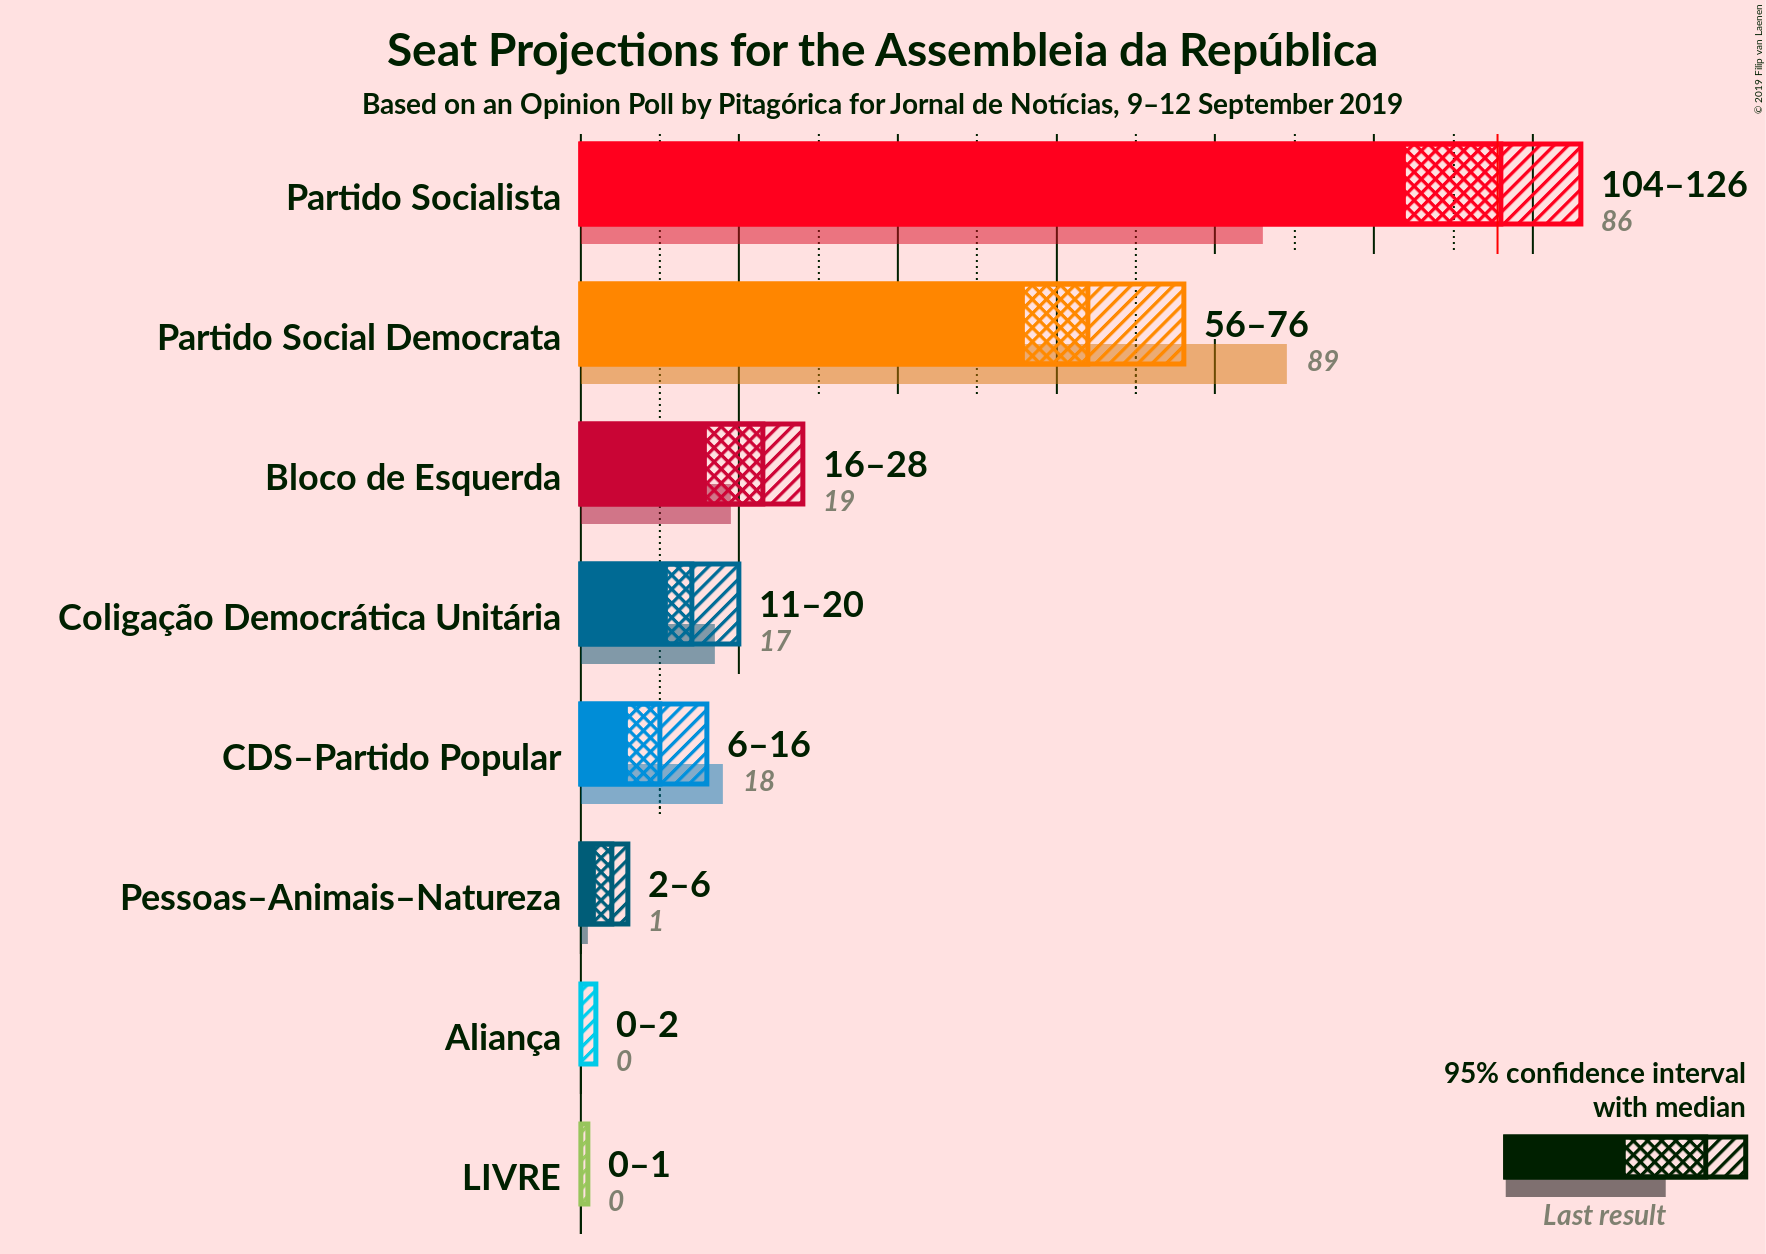 Seat Projections for the Assembleia da República
Based on an Opinion Poll by Pitagórica for Jornal de Notícias, 9–12 September 2019
© 2019 Filip van Laenen
Partido Socialista
104–126
86
Partido Social Democrata
56–76
89
Bloco de Esquerda
16–28
19
Coligação Democrática Unitária
11–20
17
CDS–Partido Popular
6–16
18
Pessoas–Animais–Natureza
2–6
1
Aliança
0–2
0
LIVRE
0–1
0
95% confidence interval
with median
Last result